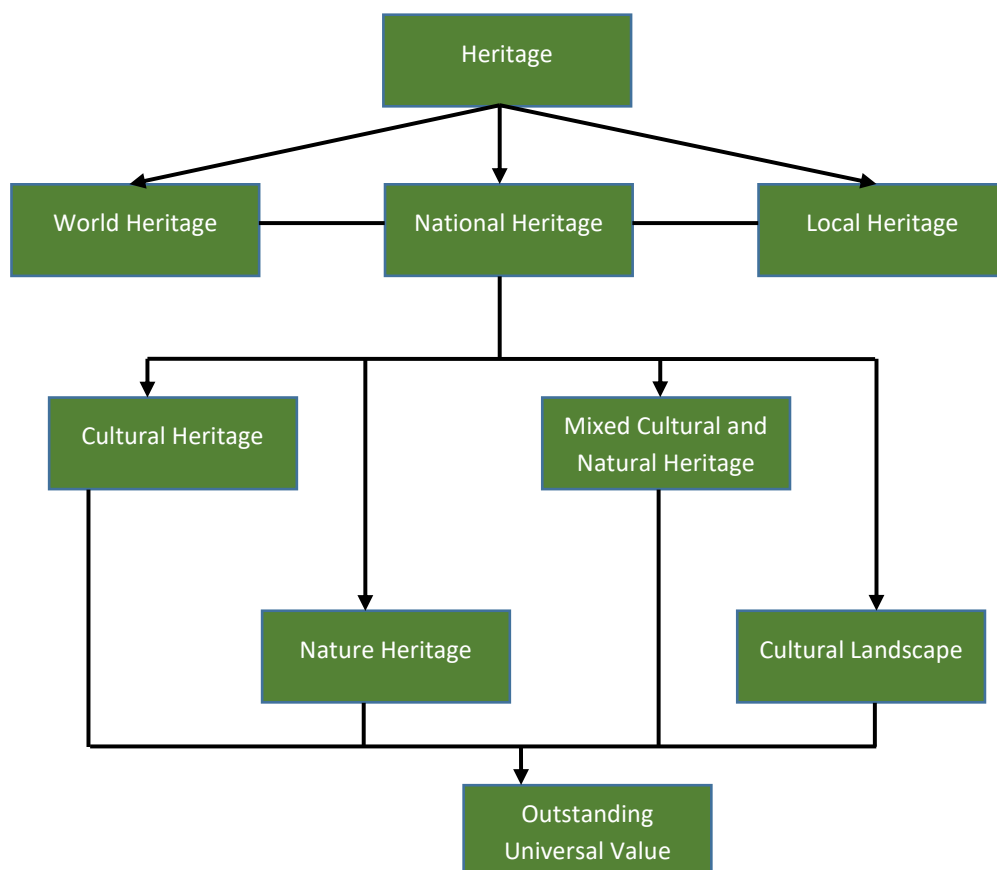 Heritage
World Heritage
National Heritage
Local Heritage
Cultural Heritage
Mixed Cultural and
Natural Heritage
Nature Heritage
Cultural Landscape
Outstanding
Universal Value